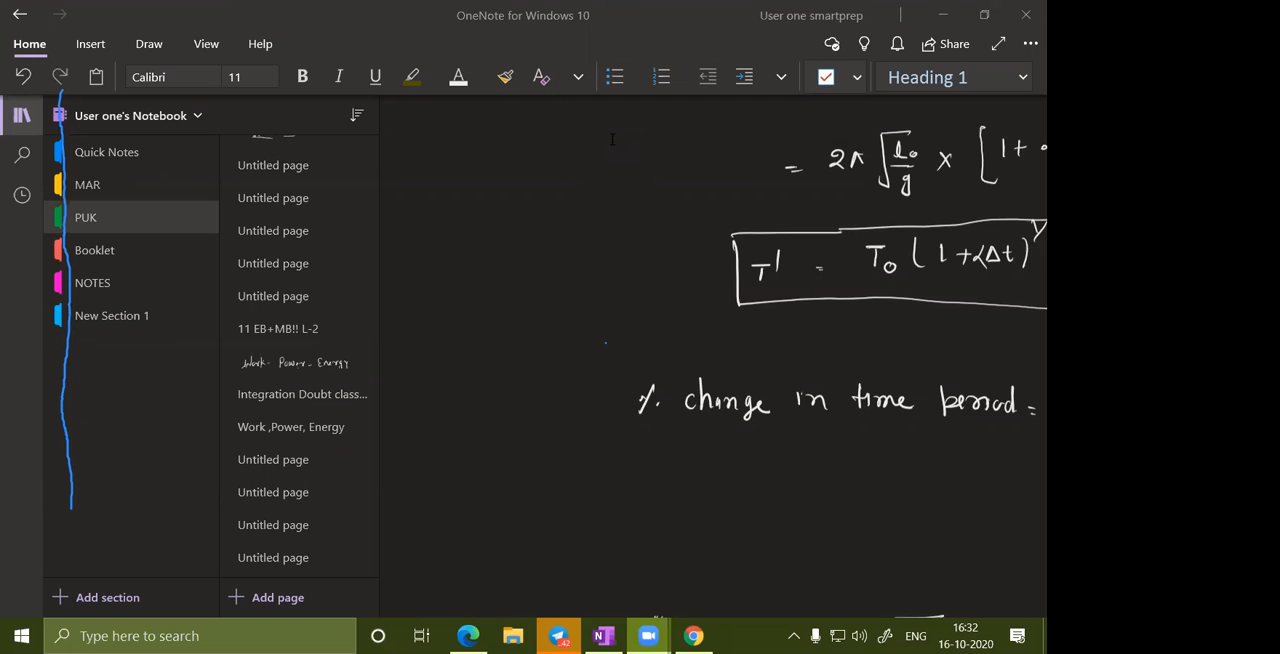 OneNote for Windows 10
User one smartprep
Home Insert Draw View Help
Share
Calibri 11 B I U A Heading 1
User one's Notebook
Quick Notes
MAR
PUK
Booklet
NOTES
New Section 1
Add section
Untitled page
Untitled page
Untitled page
Untitled page
Untitled page
11 EB+MB!! L-2
Work- Power- Energy
Integration Doubt class...
Work ,Power, Energy
Untitled page
Untitled page
Untitled page
Untitled page
Add page
= 2π √(l₀/g) × [1+
T' = T₀ (1+αΔt)
% change in time period =
Type here to search
42
ENG
16:32
16-10-2020